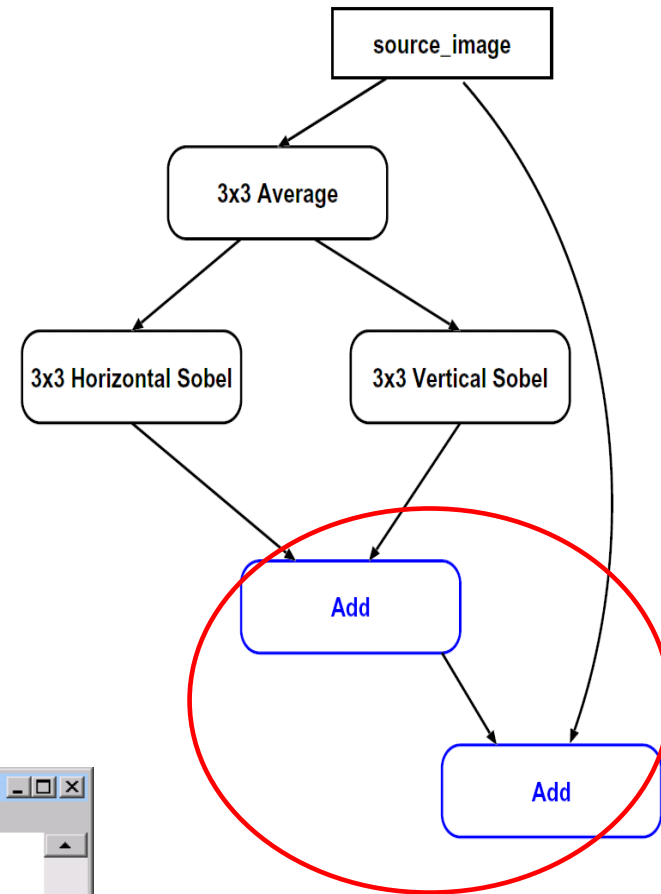 source_image
3x3 Average
3x3 Horizontal Sobel
3x3 Vertical Sobel
Add
Add